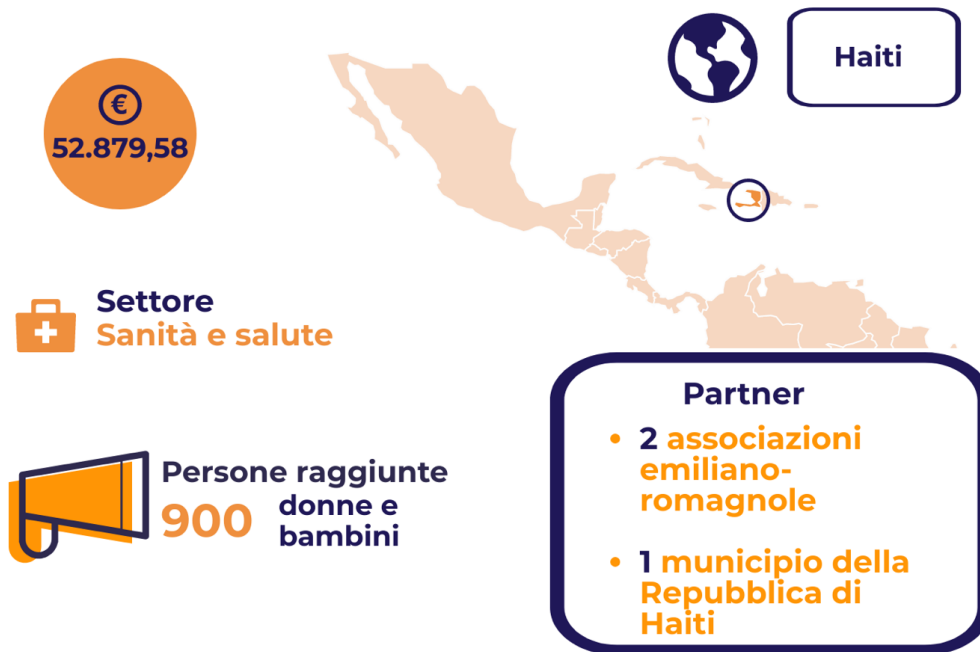 Haiti
€
52.879,58
Settore
Sanità e salute
Persone raggiunte
900 donne e
bambini
Partner
• 2 associazioni
emiliano-
romagnole
• 1 municipio della
Repubblica di
Haiti